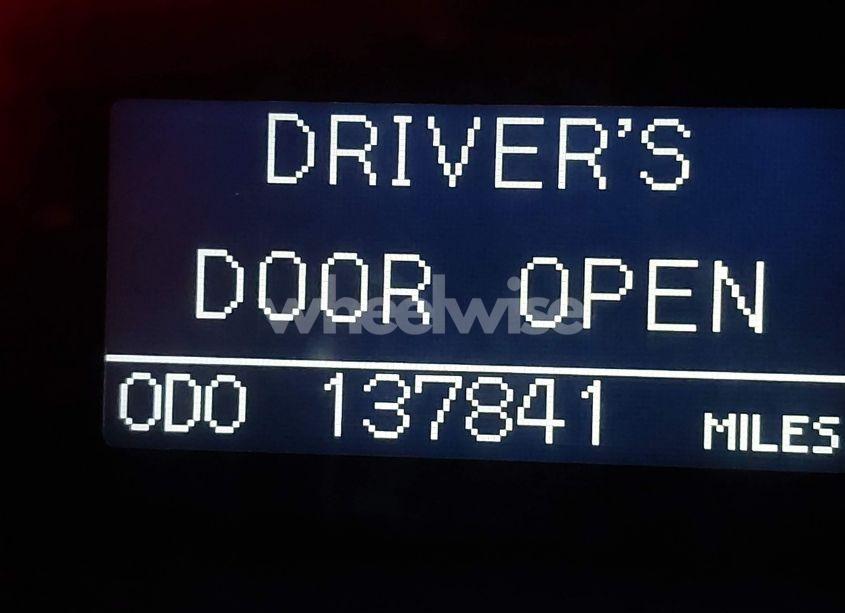 DRIVER'S
DOOR OPEN
wheelwise
ODO 137841 MILES